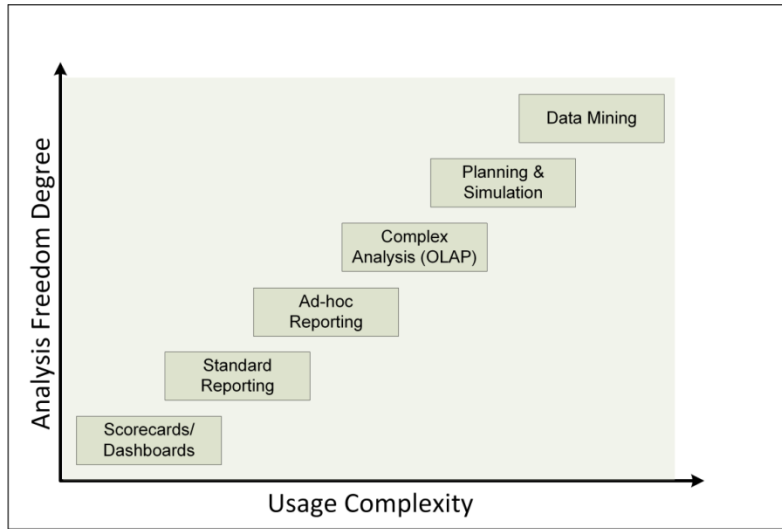 Analysis Freedom Degree
Data Mining
Planning &
Simulation
Complex
Analysis (OLAP)
Ad-hoc
Reporting
Standard
Reporting
Scorecards/
Dashboards
Usage Complexity